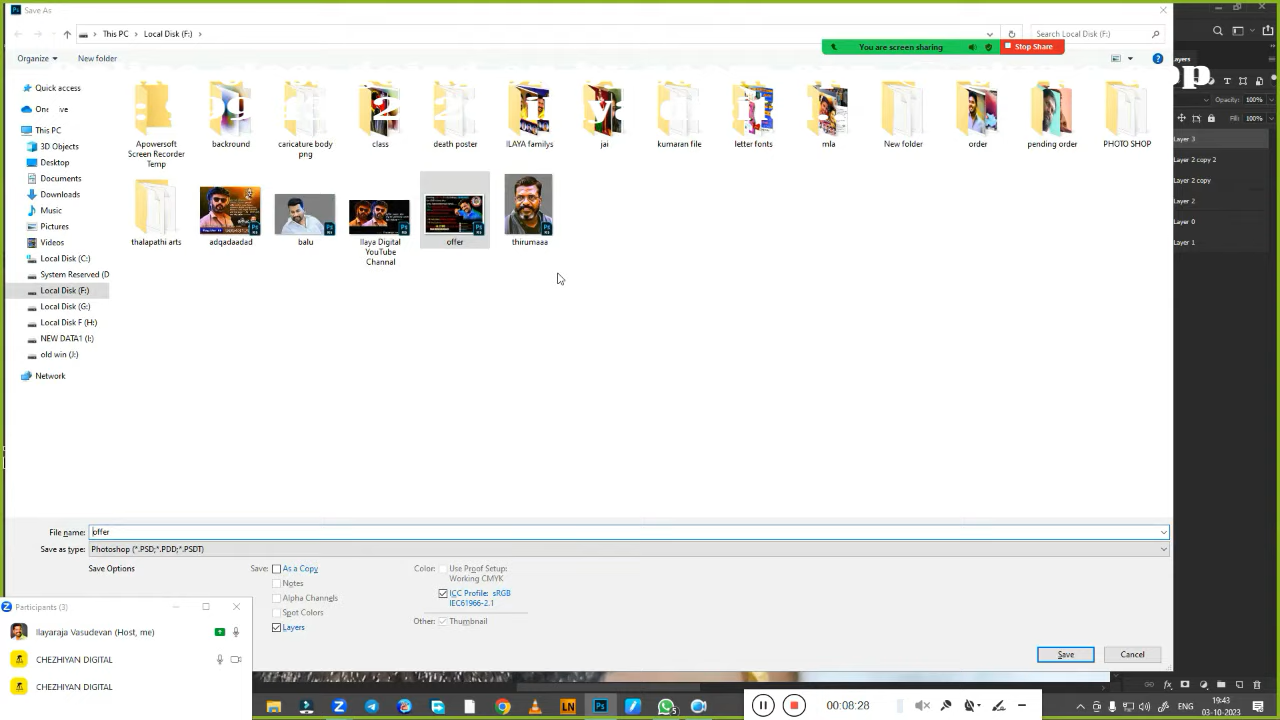 Save As
This PC > Local Disk (F:) >
Search Local Disk (F:)
You are screen sharing
Stop Share
Organize
New folder
Layers
Opacity: 100%
Fill: 100%
Layer 3
Layer 2 copy 2
Layer 2 copy
Layer 2
Layer 0
Layer 1
Quick access
This PC
3D Objects
Desktop
Documents
Downloads
Music
Pictures
Videos
Local Disk (C:)
System Reserved (D
Local Disk (F:)
Local Disk (G:)
Local Disk F (H:)
NEW DATA1 (I:)
old win (J:)
Network
Apowersoft Screen Recorder Temp
backround
caricature body png
class
death poster
ILAYA familys
jai
kumaran file
letter fonts
mla
New folder
order
pending order
PHOTO SHOP
thalapathi arts
adqadaadad
balu
Ilaya Digital YouTube Channal
offer
thirumaaa
File name: offer
Save as type: Photoshop (*.PSD;*.PDD;*.PSDT)
Save Options
Save:
As a Copy
Notes
Alpha Channels
Spot Colors
Layers
Color:
Use Proof Setup: Working CMYK
ICC Profile: sRGB IEC61966-2.1
Other:
Thumbnail
Save
Cancel
Participants (3)
Ilayaraja Vasudevan (Host, me)
CHEZHIYAN DIGITAL
CHEZHIYAN DIGITAL
00:08:28
ENG
19:43
03-10-2023